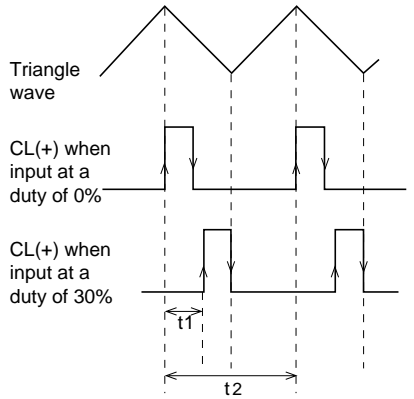 Triangle
wave
CL(+) when
input at a
duty of 0%
CL(+) when
input at a
duty of 30%
t1
t2